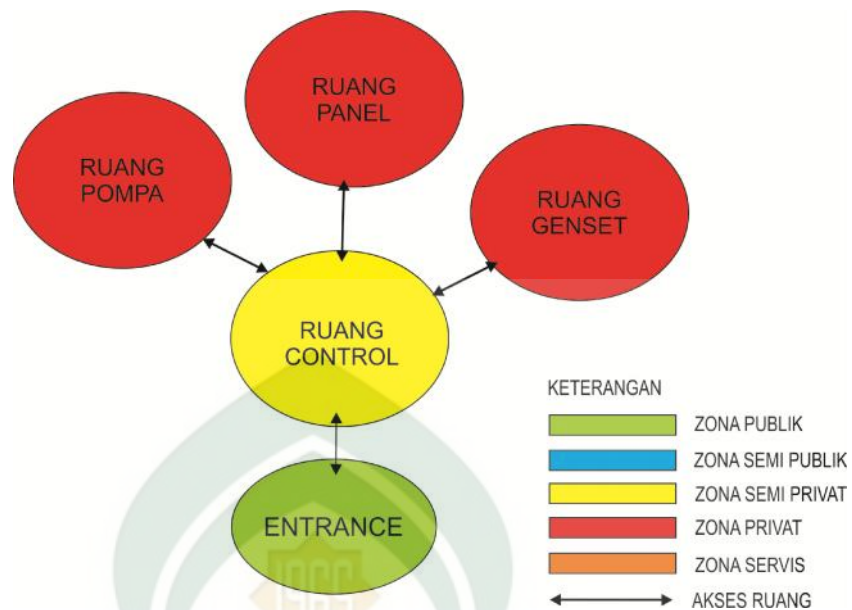 RUANG
PANEL
RUANG
POMPA
RUANG
GENSET
RUANG
CONTROL
ENTRANCE
KETERANGAN
ZONA PUBLIK
ZONA SEMI PUBLIK
ZONA SEMI PRIVAT
ZONA PRIVAT
ZONA SERVIS
AKSES RUANG